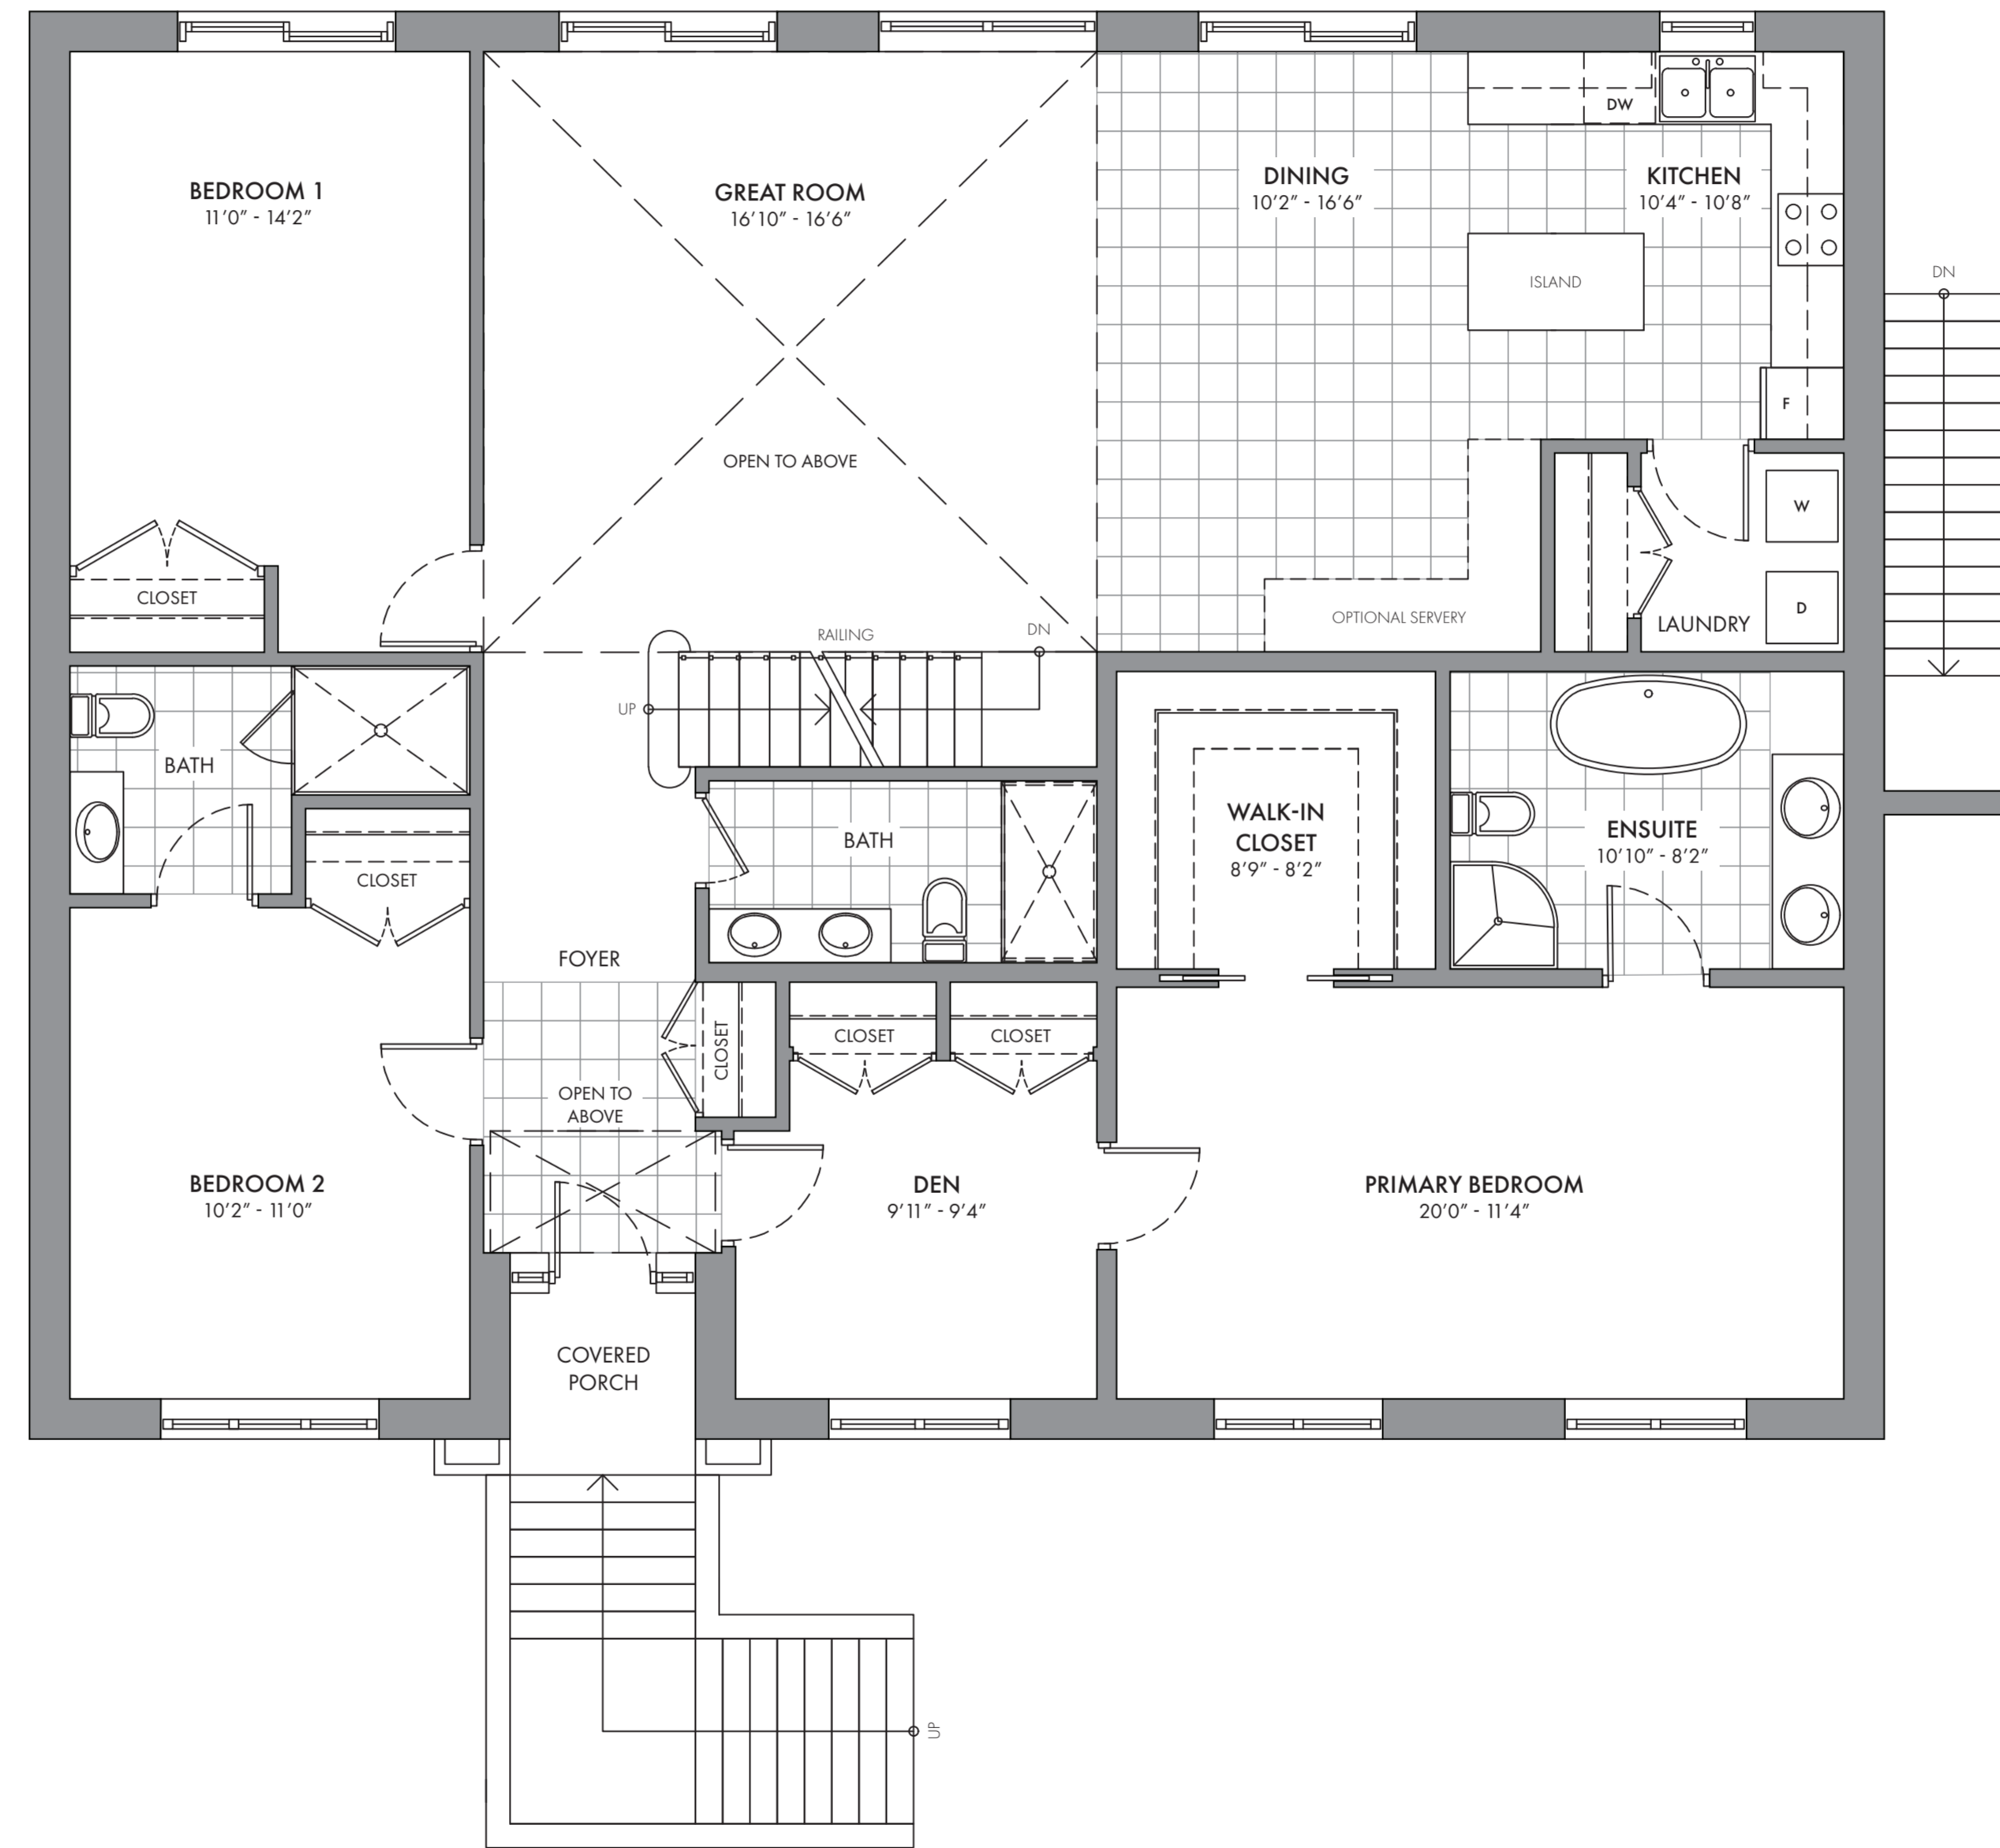 BEDROOM 1
11'0" - 14'2"
GREAT ROOM
16'10" - 16'6"
OPEN TO ABOVE
DINING
10'2" - 16'6"
KITCHEN
10'4" - 10'8"
DW
ISLAND
F
DN
W
D
LAUNDRY
OPTIONAL SERVERY
CLOSET
RAILING
DN
UP
BATH
CLOSET
BATH
WALK-IN
CLOSET
8'9" - 8'2"
ENSUITE
10'10" - 8'2"
FOYER
CLOSET
CLOSET
CLOSET
OPEN TO
ABOVE
BEDROOM 2
10'2" - 11'0"
DEN
9'11" - 9'4"
PRIMARY BEDROOM
20'0" - 11'4"
COVERED
PORCH
UP